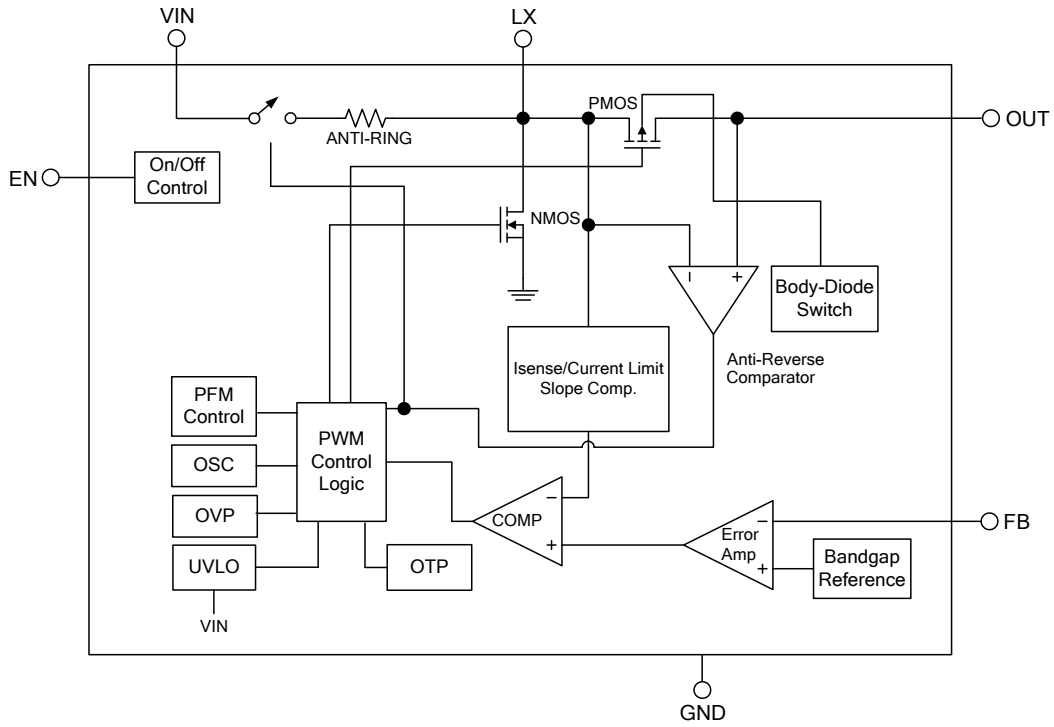 VIN
LX
PMOS
OUT
ANTI-RING
EN
On/Off
Control
NMOS
Body-Diode
Switch
Isense/Current Limit
Slope Comp.
Anti-Reverse
Comparator
PFM
Control
PWM
Control
Logic
OSC
OVP
COMP
Error
Amp
FB
UVLO
OTP
Bandgap
Reference
VIN
GND